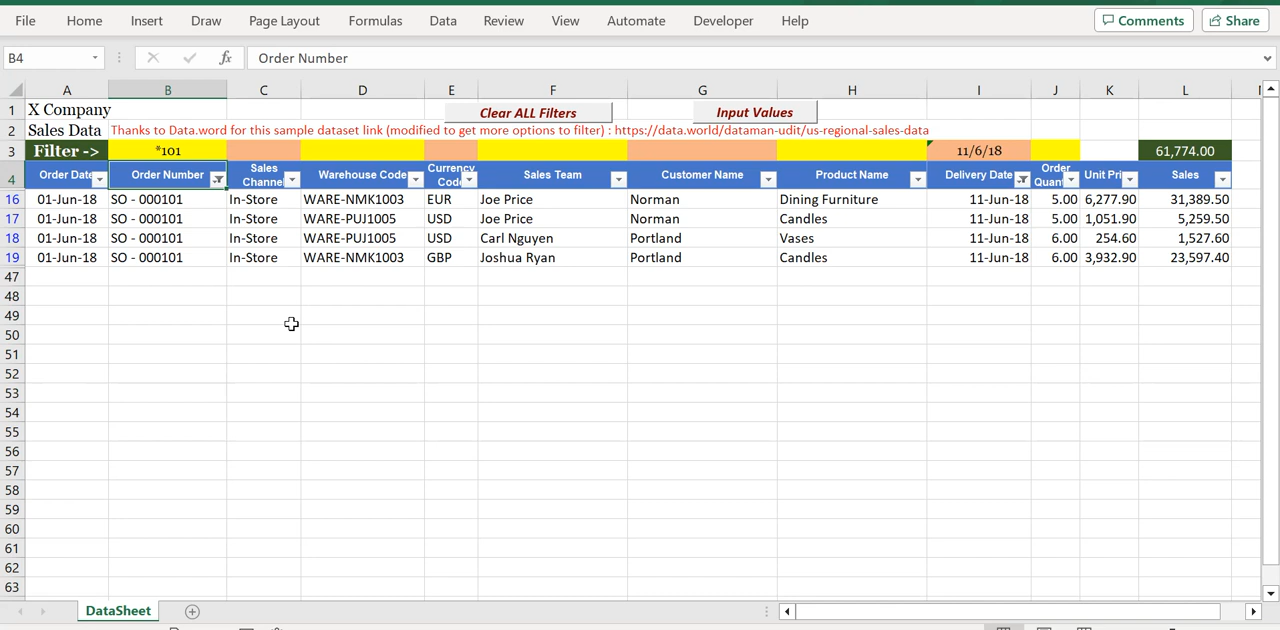 File Home Insert Draw Page Layout Formulas Data Review View Automate Developer Help Comments Share
B4 fx Order Number
A B C D E F G H I J K L
1 X Company Clear ALL Filters Input Values
2 Sales Data Thanks to Data.word for this sample dataset link (modified to get more options to filter) : https://data.world/dataman-udit/us-regional-sales-data
3 Filter -> *101 11/6/18 61,774.00
4 Order Date Order Number Sales Channel Warehouse Code Currency Code Sales Team Customer Name Product Name Delivery Date Order Quant Unit Pri Sales
16 01-Jun-18 SO - 000101 In-Store WARE-NMK1003 EUR Joe Price Norman Dining Furniture 11-Jun-18 5.00 6,277.90 31,389.50
17 01-Jun-18 SO - 000101 In-Store WARE-PUJ1005 USD Joe Price Norman Candles 11-Jun-18 5.00 1,051.90 5,259.50
18 01-Jun-18 SO - 000101 In-Store WARE-PUJ1005 USD Carl Nguyen Portland Vases 11-Jun-18 6.00 254.60 1,527.60
19 01-Jun-18 SO - 000101 In-Store WARE-NMK1003 GBP Joshua Ryan Portland Candles 11-Jun-18 6.00 3,932.90 23,597.40
47
48
49
50
51
52
53
54
55
56
57
58
59
60
61
62
63
DataSheet